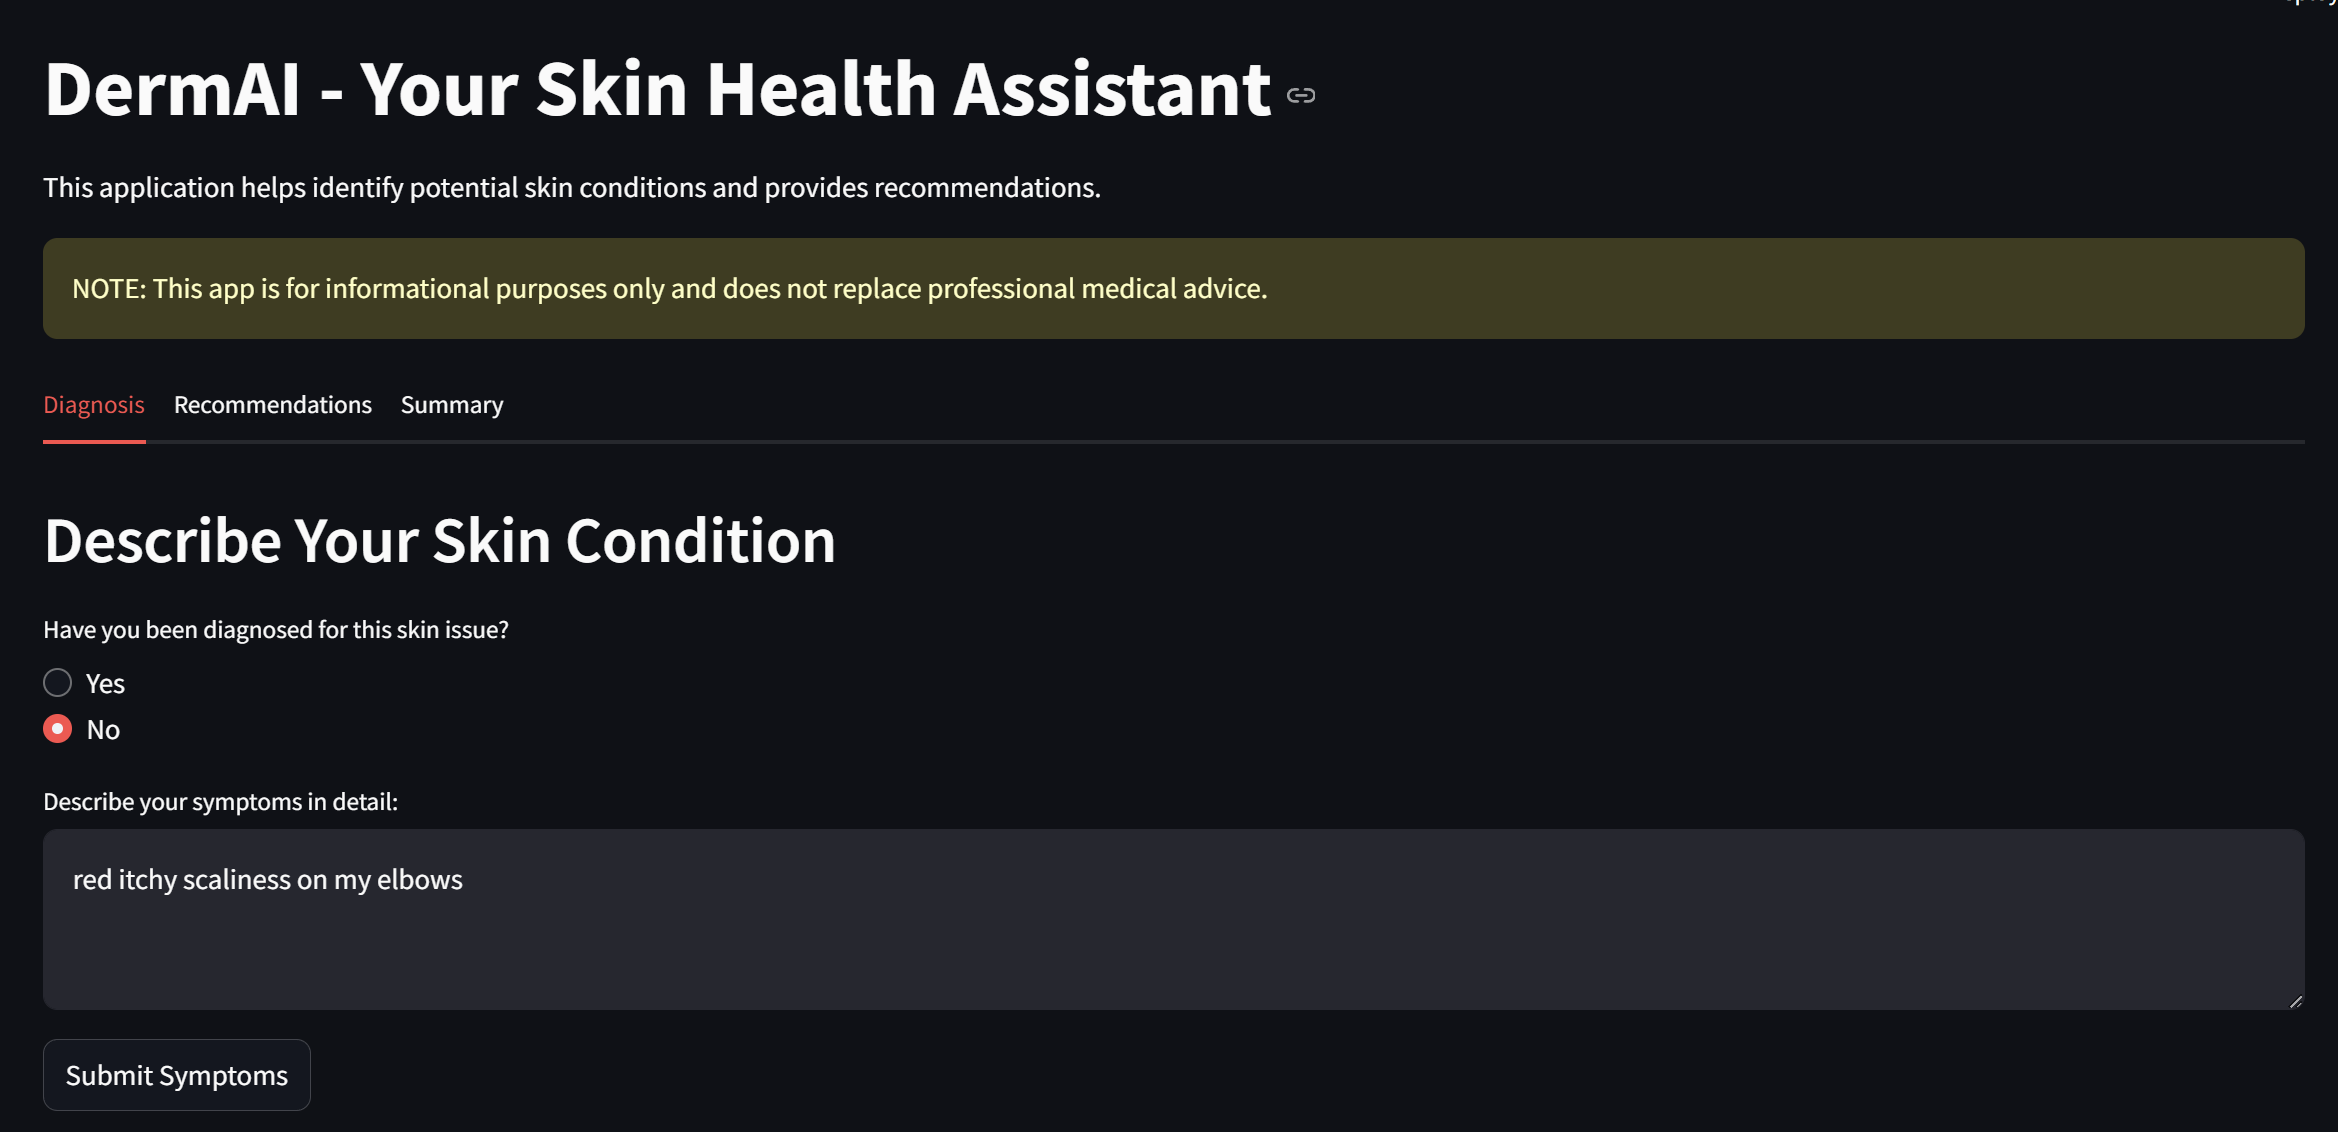 DermAI - Your Skin Health Assistant
This application helps identify potential skin conditions and provides recommendations.
NOTE: This app is for informational purposes only and does not replace professional medical advice.
Diagnosis Recommendations Summary
Describe Your Skin Condition
Have you been diagnosed for this skin issue?
Yes
No
Describe your symptoms in detail:
red itchy scaliness on my elbows
Submit Symptoms